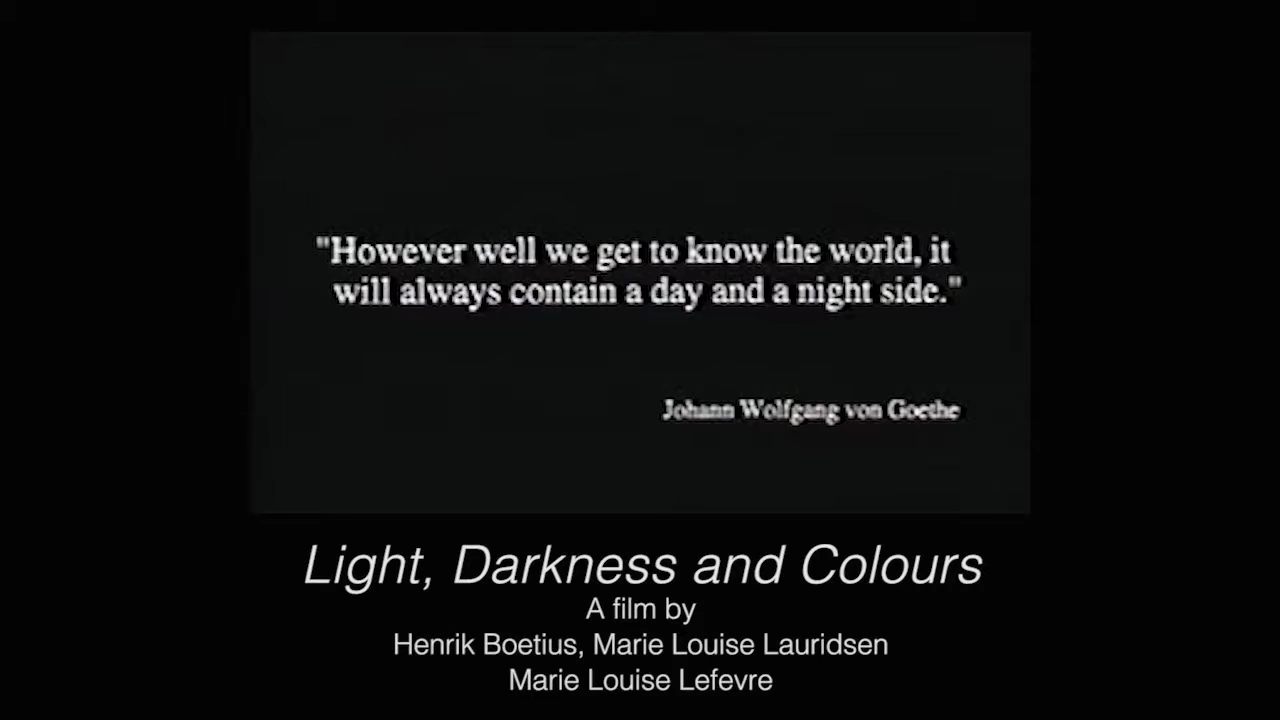 "However well we get to know the world, it
will always contain a day and a night side."
Johann Wolfgang von Goethe
Light, Darkness and Colours
A film by
Henrik Boetius, Marie Louise Lauridsen
Marie Louise Lefevre